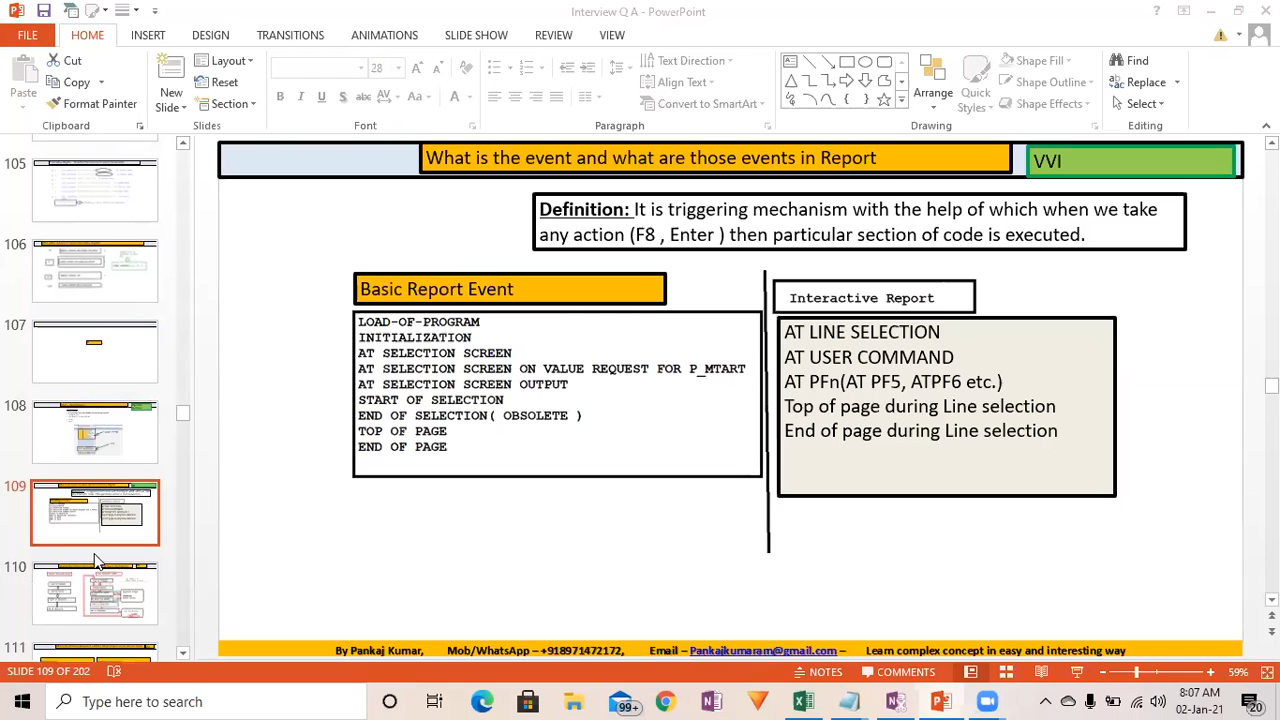 Interview Q A - PowerPoint
FILE HOME INSERT DESIGN TRANSITIONS ANIMATIONS SLIDE SHOW REVIEW VIEW
Paste
Cut
Copy
Format Painter
Clipboard
New
Slide
Layout
Reset
Section
Slides
28
B I U S abc AV Aa A
Font
Text Direction
Align Text
Convert to SmartArt
Paragraph
Arrange
Quick
Styles
Shape Fill
Shape Outline
Shape Effects
Drawing
Find
Replace
Select
Editing
105
106
107
108
109
110
111
What is the event and what are those events in Report
VVI
Definition: It is triggering mechanism with the help of which when we take
any action (F8 , Enter ) then particular section of code is executed.
Basic Report Event
LOAD-OF-PROGRAM
INITIALIZATION
AT SELECTION SCREEN
AT SELECTION SCREEN ON VALUE REQUEST FOR P_MTART
AT SELECTION SCREEN OUTPUT
START OF SELECTION
END OF SELECTION( OBSOLETE )
TOP OF PAGE
END OF PAGE
Interactive Report
AT LINE SELECTION
AT USER COMMAND
AT PFn(AT PF5, ATPF6 etc.)
Top of page during Line selection
End of page during Line selection
By Pankaj Kumar, Mob/WhatsApp – +918971472172, Email – Pankajkumaram@gmail.com – Learn complex concept in easy and interesting way
SLIDE 109 OF 202
NOTES
COMMENTS
59%
Type here to search
99+
8:07 AM
02-Jan-21
20